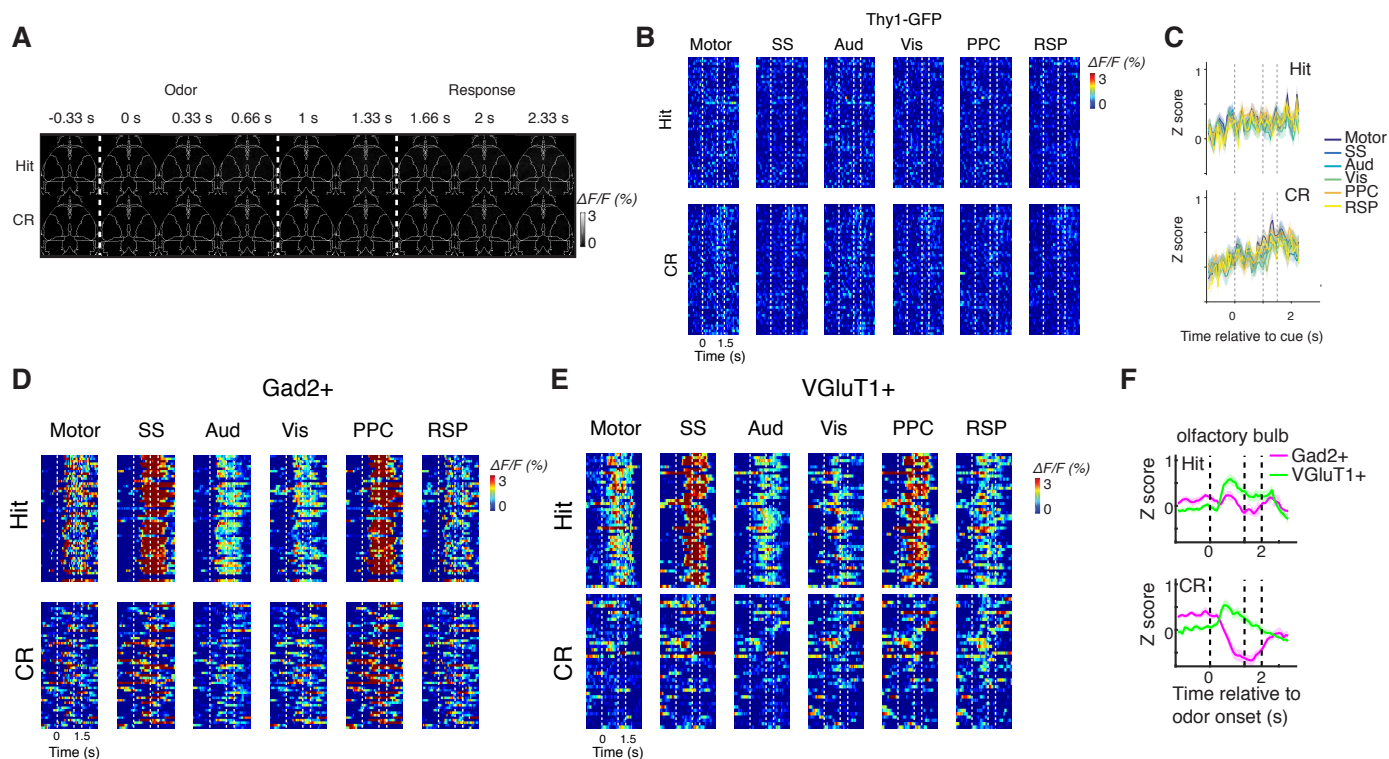 A
Odor
Response
-0.33 s
0 s
0.33 s
0.66 s
1 s
1.33 s
1.66 s
2 s
2.33 s
Hit
CR
ΔF/F (%)
3
0
B
Thy1-GFP
Motor
SS
Aud
Vis
PPC
RSP
ΔF/F (%)
3
0
Hit
CR
0 1.5
Time (s)
C
1
Hit
Z score
0
Motor
SS
Aud
Vis
PPC
RSP
1
CR
Z score
0 2
Time relative to cue (s)
D
Gad2+
Motor
SS
Aud
Vis
PPC
RSP
ΔF/F (%)
3
0
Hit
CR
0 1.5
Time (s)
E
VGluT1+
Motor
SS
Aud
Vis
PPC
RSP
ΔF/F (%)
3
0
Hit
CR
0 1.5
Time (s)
F
olfactory bulb
Hit
Gad2+
VGluT1+
1
Z score
0
0 2
1
CR
Z score
0
0 2
Time relative to
odor onset (s)